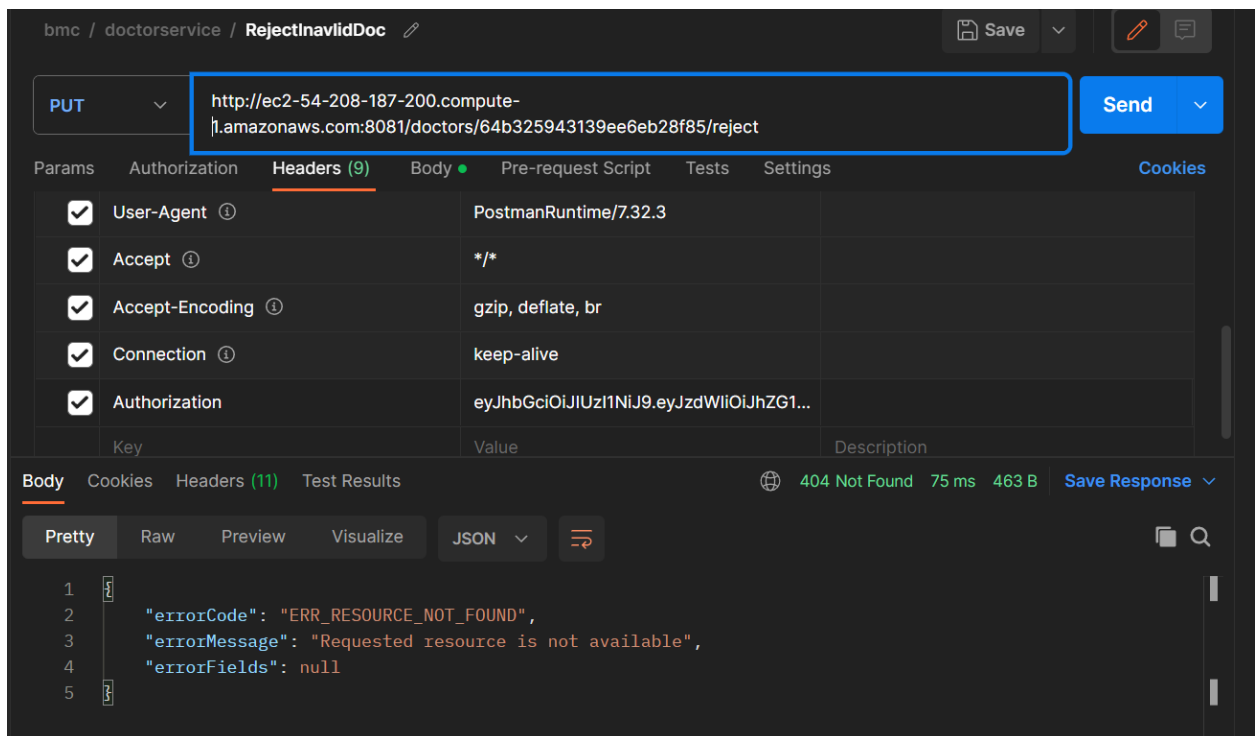 bmc / doctorservice / RejectInavlidDoc
Save
PUT
http://ec2-54-208-187-200.compute-
1.amazonaws.com:8081/doctors/64b325943139ee6eb28f85/reject
Send
Params Authorization Headers (9) Body Pre-request Script Tests Settings Cookies
User-Agent PostmanRuntime/7.32.3
Accept */*
Accept-Encoding gzip, deflate, br
Connection keep-alive
Authorization eyJhbGciOiJIUzI1NiJ9.eyJzdWIiOiJhZG1...
Key Value Description
Body Cookies Headers (11) Test Results 404 Not Found 75 ms 463 B Save Response
Pretty Raw Preview Visualize JSON
1 {
2 "errorCode": "ERR_RESOURCE_NOT_FOUND",
3 "errorMessage": "Requested resource is not available",
4 "errorFields": null
5 }